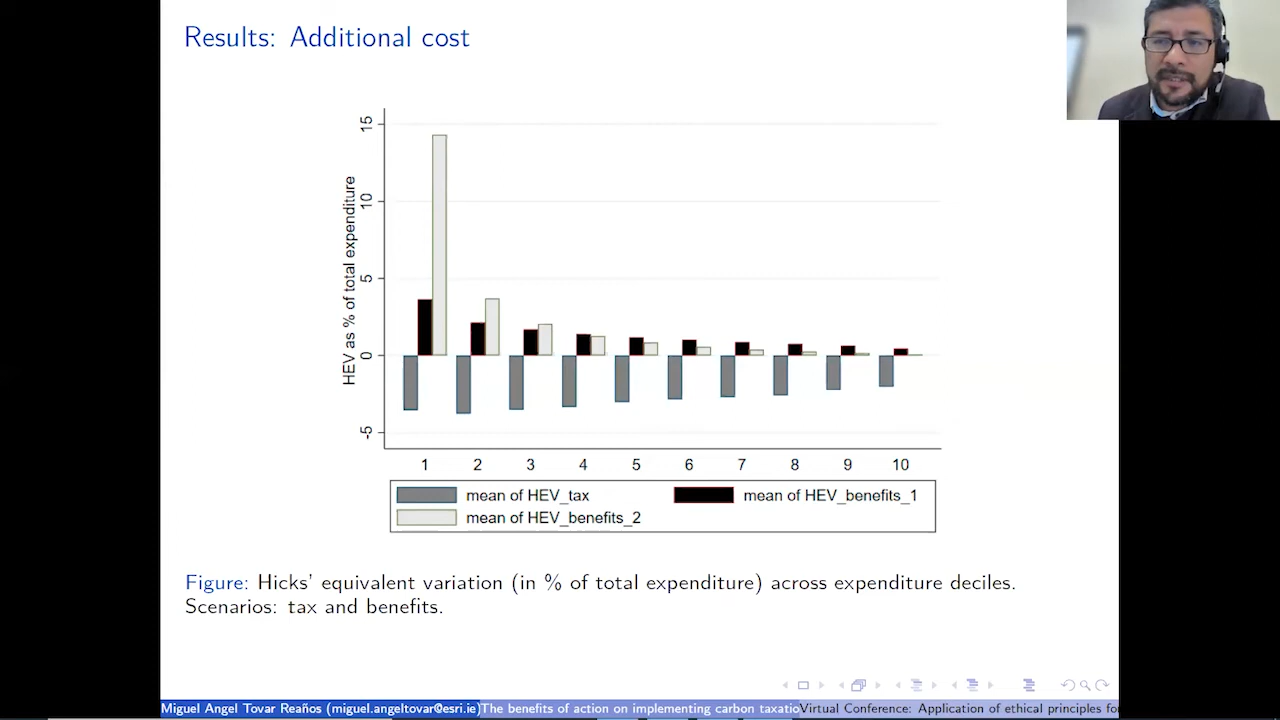 Results: Additional cost
15
10
5
0
-5
HEV as % of total expenditure
1 2 3 4 5 6 7 8 9 10
mean of HEV_tax mean of HEV_benefits_1
mean of HEV_benefits_2
Figure: Hicks' equivalent variation (in % of total expenditure) across expenditure deciles.
Scenarios: tax and benefits.
Miguel Angel Tovar Reaños (miguel.angeltovar@esri.ie) The benefits of action on implementing carbon taxatio Virtual Conference: Application of ethical principles fo